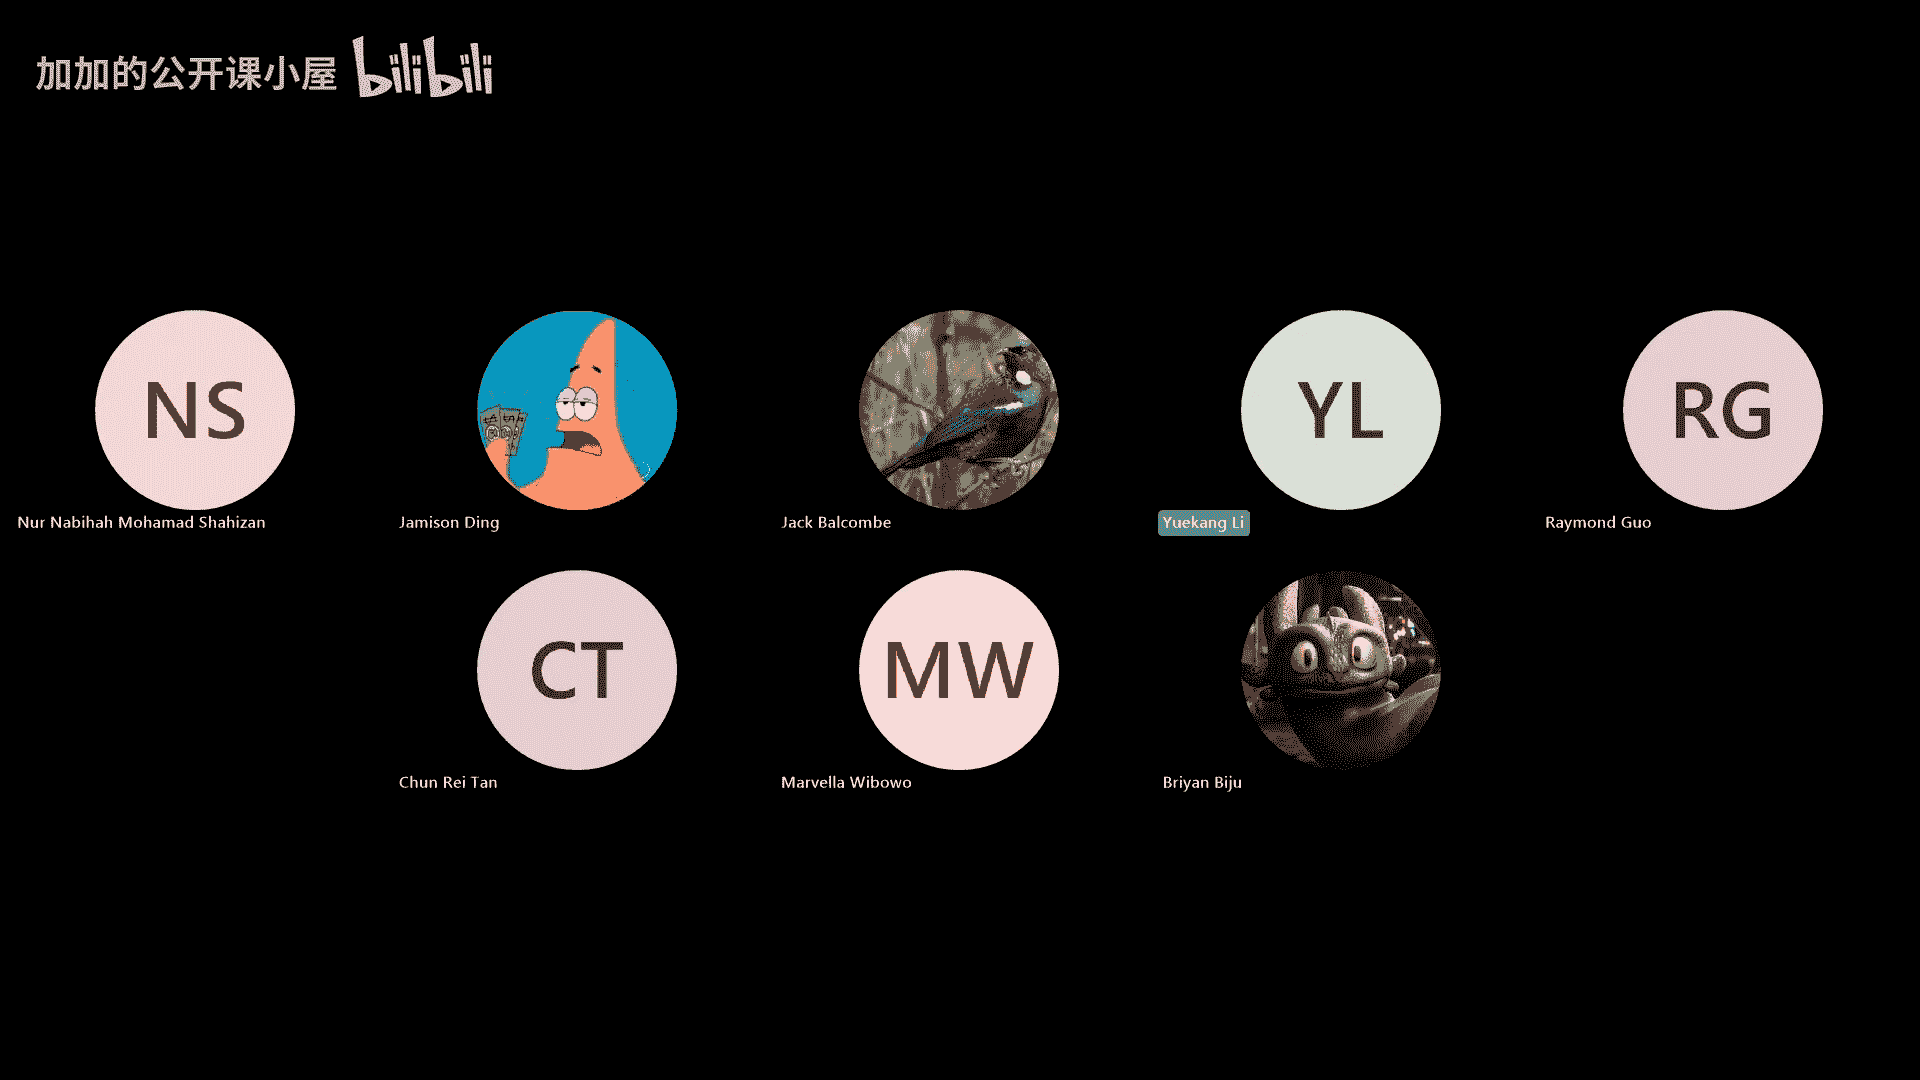 加加的公开课小屋 bilibili
NS
YL
RG
Nur Nabihah Mohamad Shahizan
Jamison Ding
Jack Balcombe
Yuekang Li
Raymond Guo
CT
MW
Chun Rei Tan
Marvella Wibowo
Briyan Biju